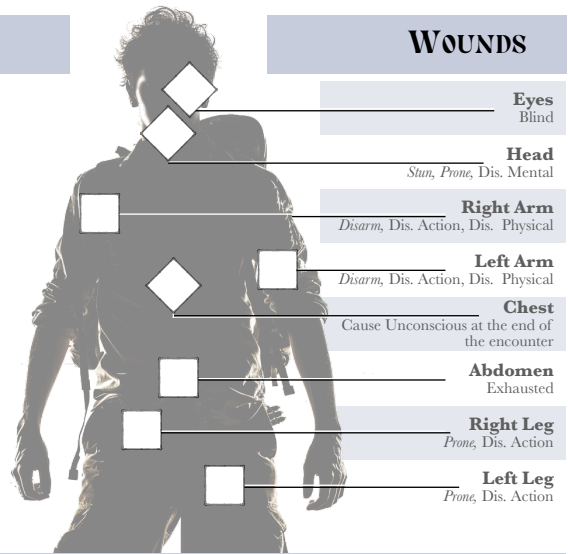 Wounds
Eyes
Blind
Head
Stun, Prone, Dis. Mental
Right Arm
Disarm, Dis. Action, Dis. Physical
Left Arm
Disarm, Dis. Action, Dis. Physical
Chest
Cause Unconscious at the end of
the encounter
Abdomen
Exhausted
Right Leg
Prone, Dis. Action
Left Leg
Prone, Dis. Action